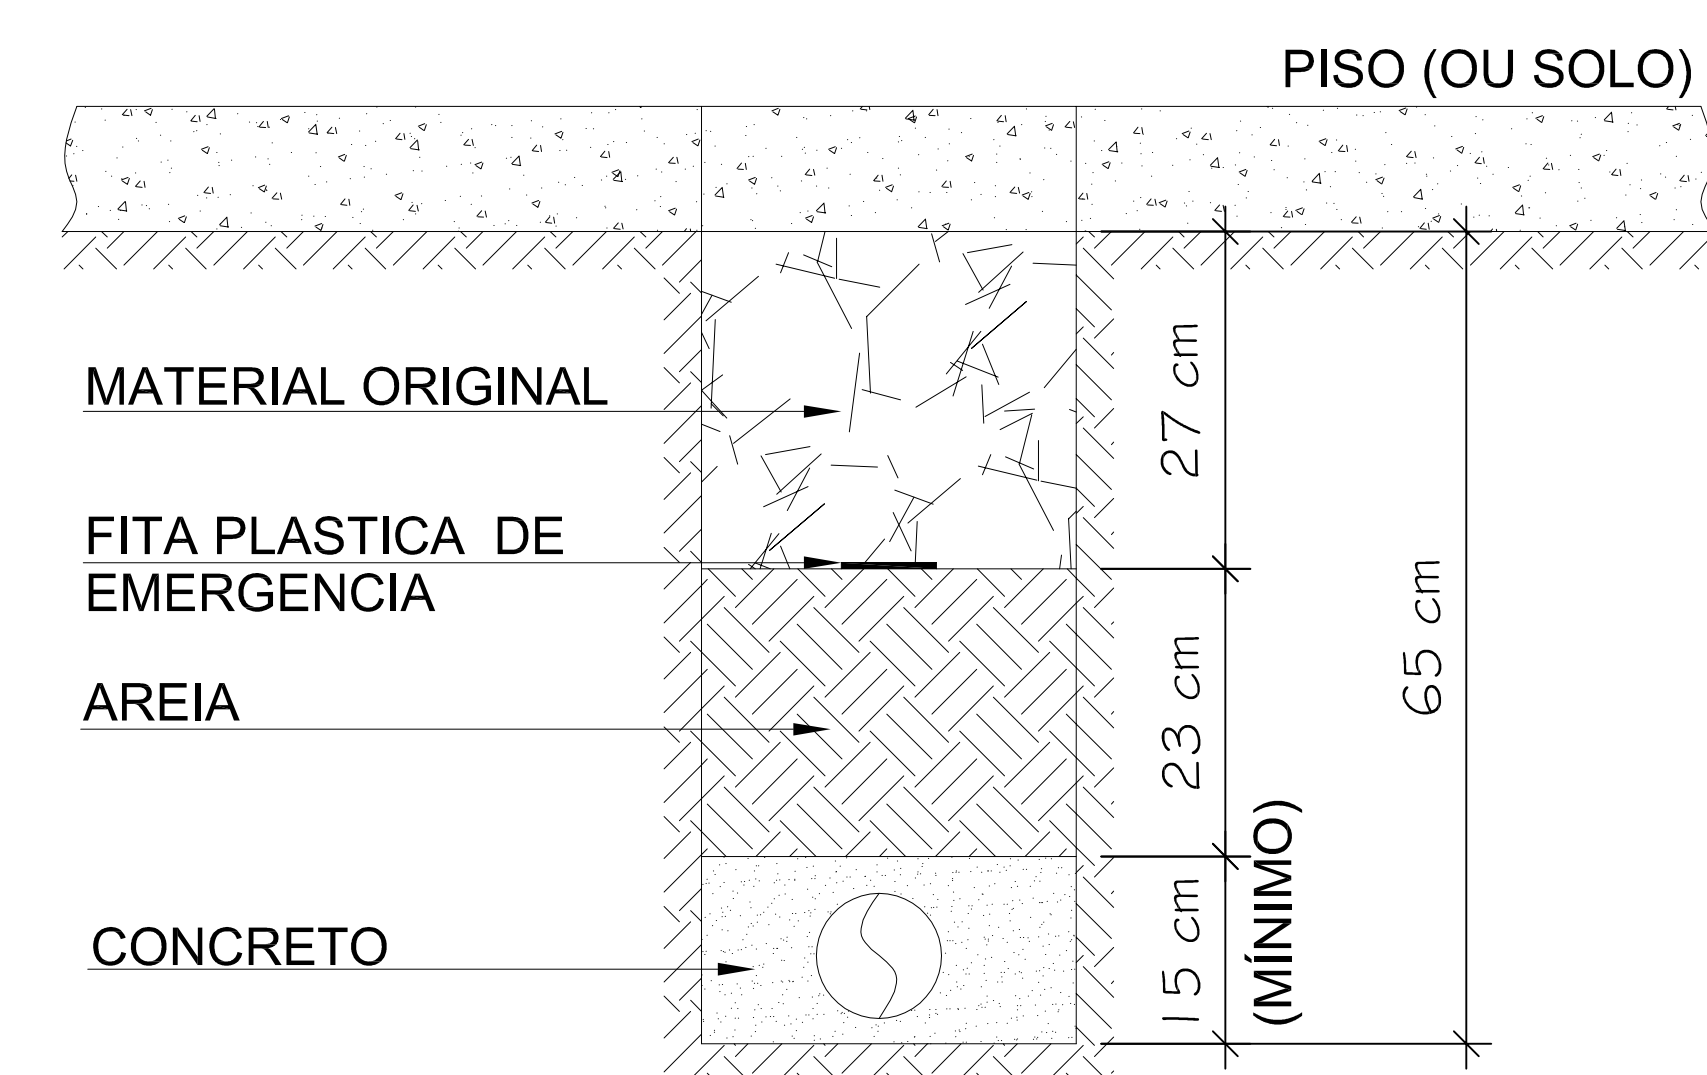 PISO (OU SOLO)
MATERIAL ORIGINAL
FITA PLASTICA DE
EMERGENCIA
AREIA
CONCRETO
27 cm
23 cm
15 cm
(MÍNIMO)
65 cm